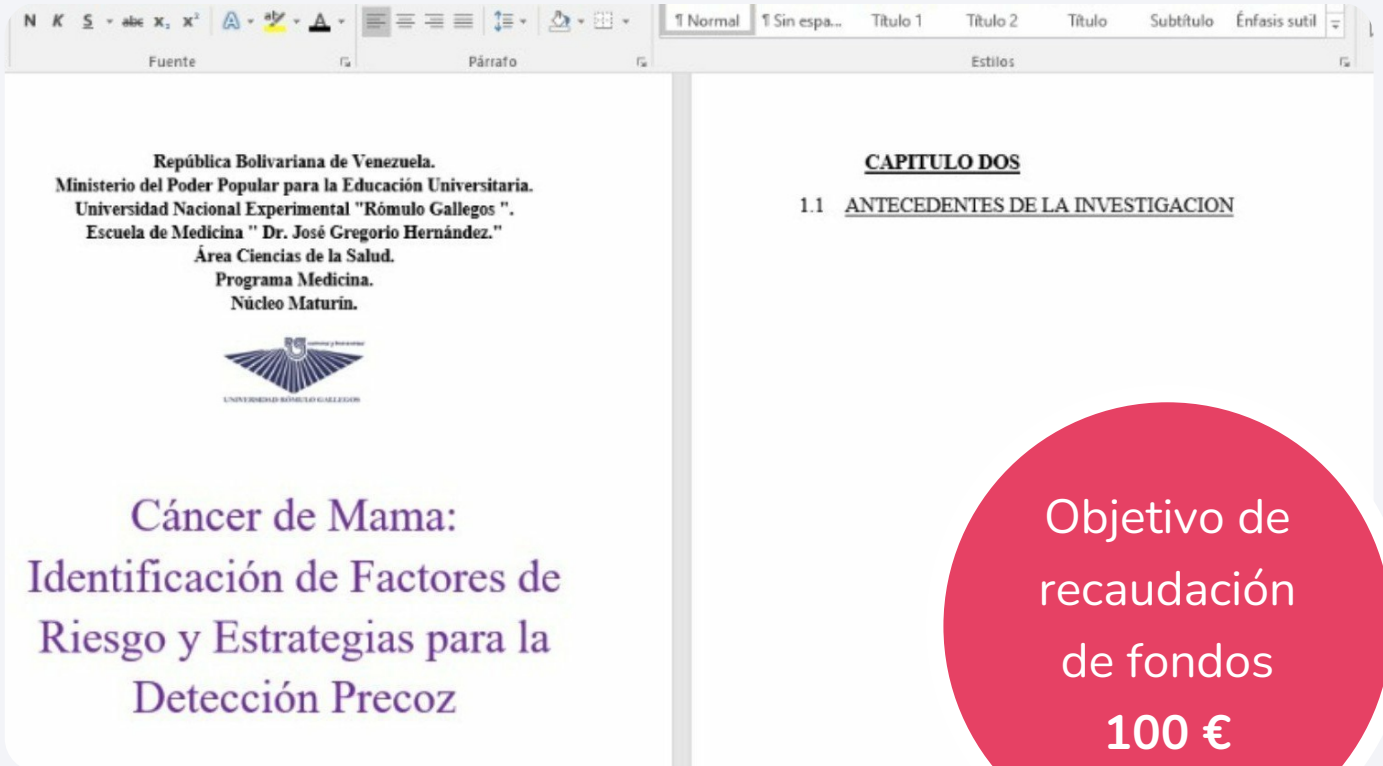 N K S abc x₂ x² A A
¶ Normal ¶ Sin espa... Título 1 Título 2 Título Subtítulo Énfasis sutil
Fuente Párrafo Estilos
República Bolivariana de Venezuela.
Ministerio del Poder Popular para la Educación Universitaria.
Universidad Nacional Experimental "Rómulo Gallegos ".
Escuela de Medicina " Dr. José Gregorio Hernández."
Área Ciencias de la Salud.
Programa Medicina.
Núcleo Maturín.
UNIVERSIDAD RÓMULO GALLEGOS
Cáncer de Mama:
Identificación de Factores de
Riesgo y Estrategias para la
Detección Precoz
CAPITULO DOS
1.1 ANTECEDENTES DE LA INVESTIGACION
Objetivo de
recaudación
de fondos
100 €